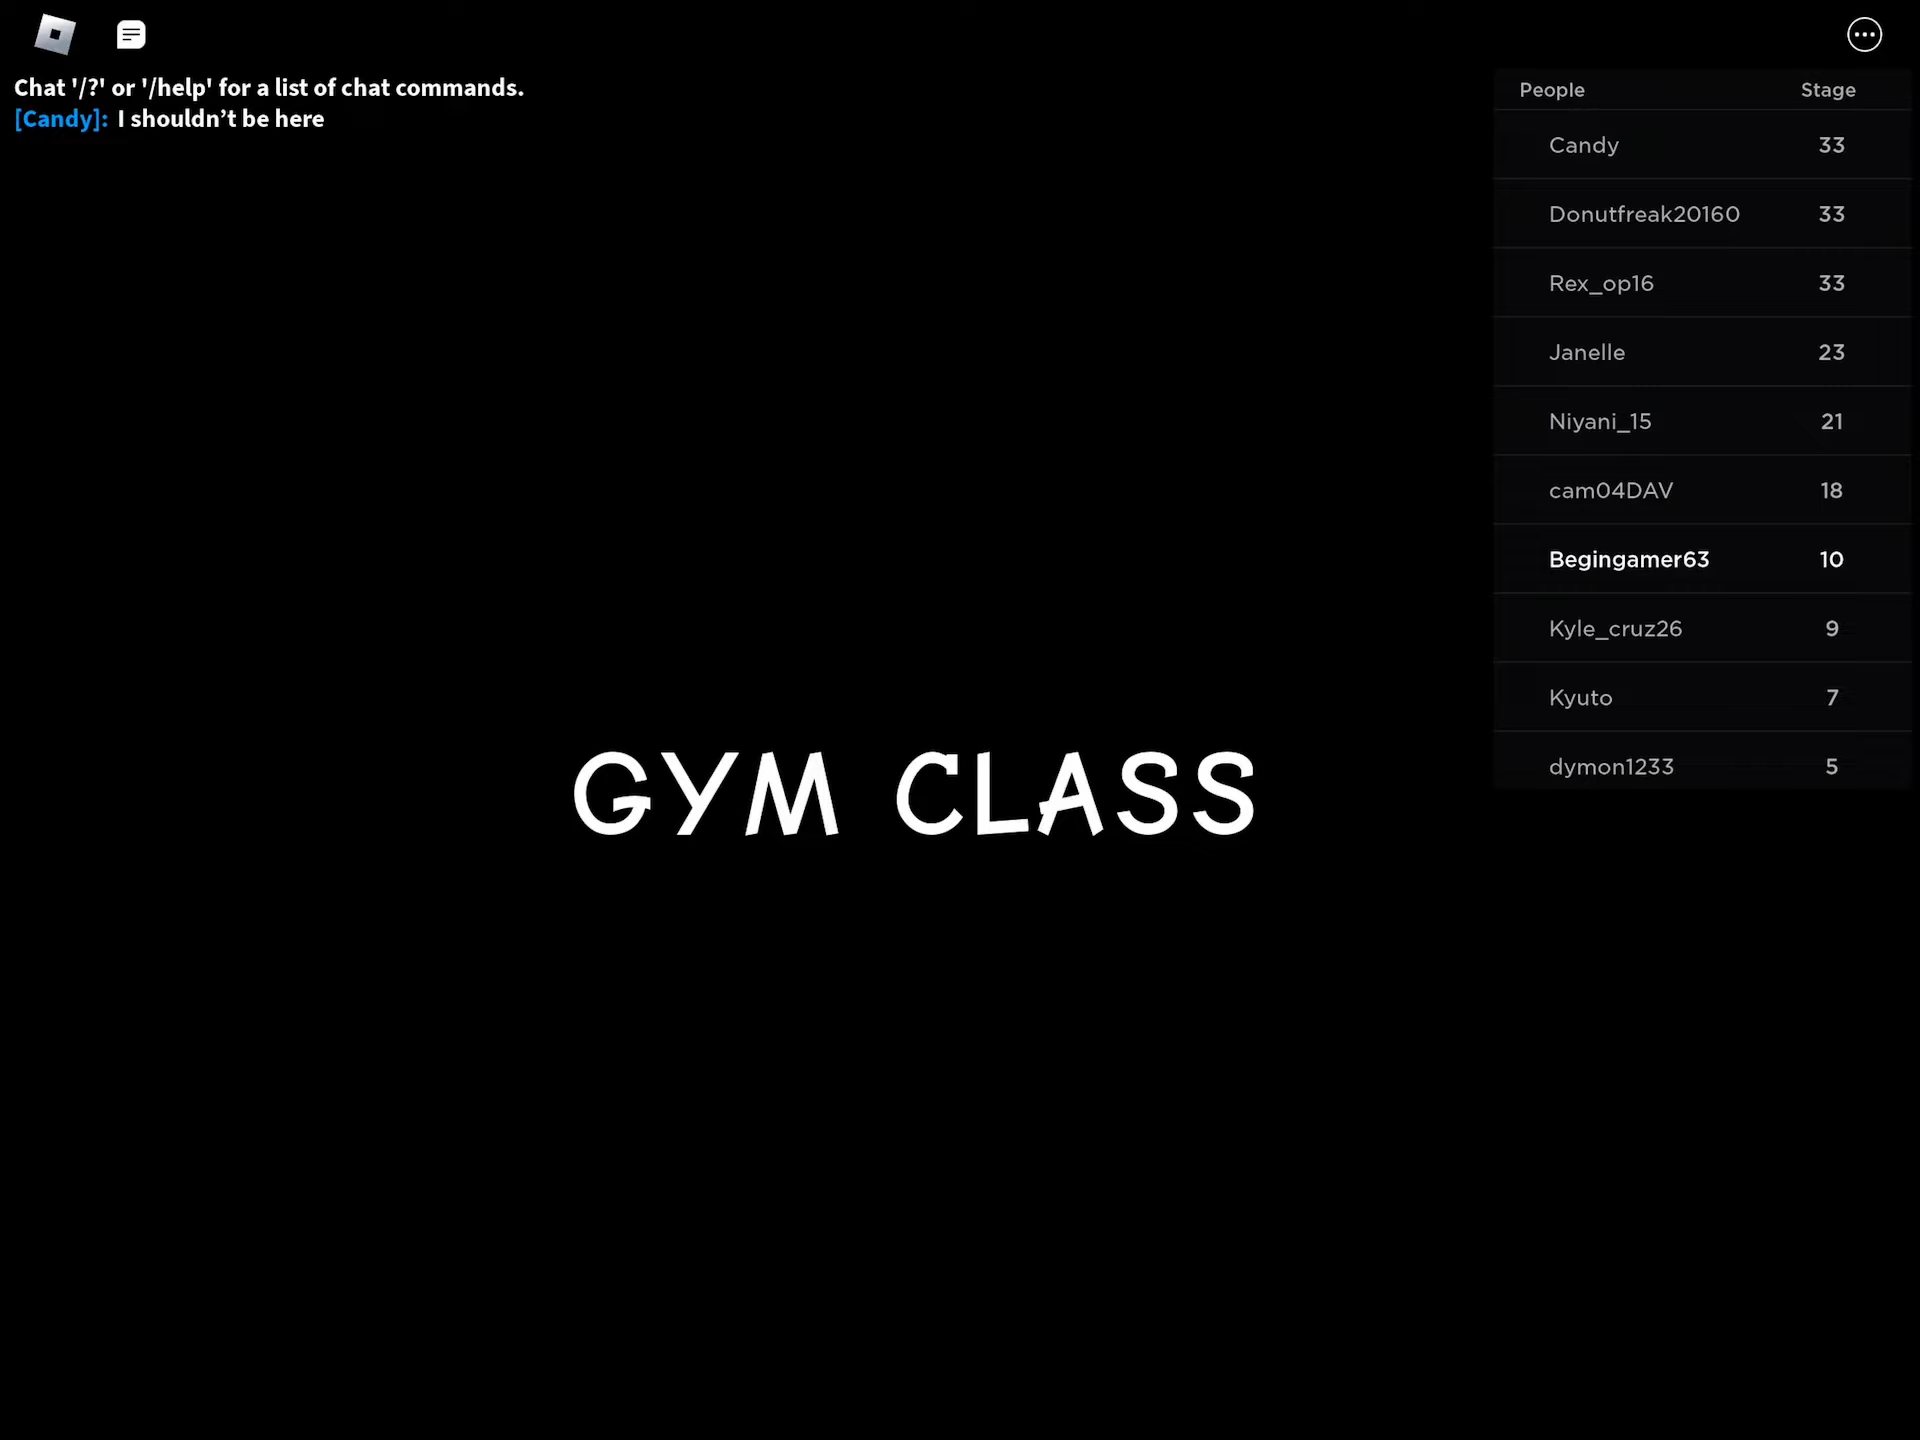 Chat '/?' or '/help' for a list of chat commands.
[Candy]: I shouldn’t be here
People Stage
Candy 33
Donutfreak20160 33
Rex_op16 33
Janelle 23
Niyani_15 21
cam04DAV 18
Begingamer63 10
Kyle_cruz26 9
Kyuto 7
dymon1233 5
GYM CLASS